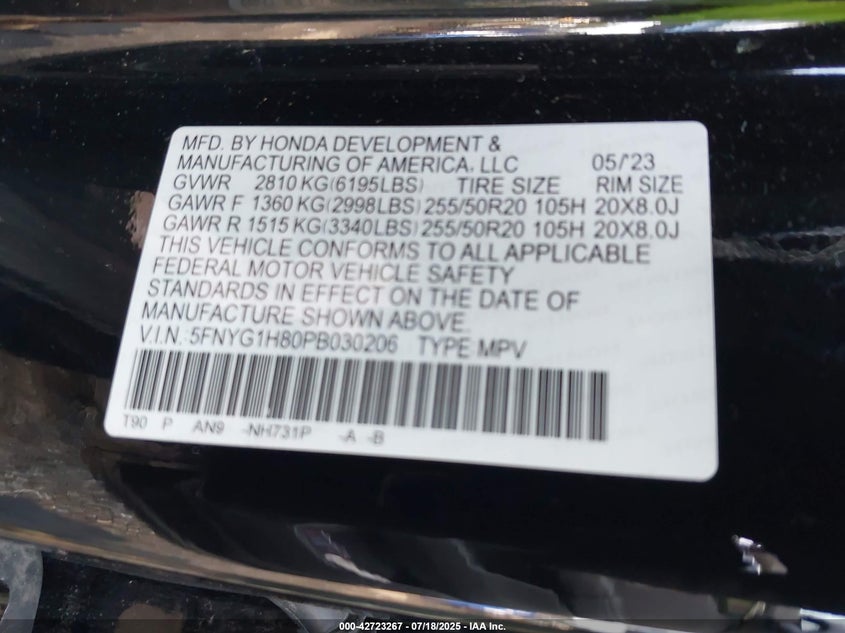 MFD. BY HONDA DEVELOPMENT &
MANUFACTURING OF AMERICA, LLC 05/'23
GVWR 2810 KG(6195LBS) TIRE SIZE RIM SIZE
GAWR F 1360 KG(2998LBS) 255/50R20 105H 20X8.0J
GAWR R 1515 KG(3340LBS) 255/50R20 105H 20X8.0J
THIS VEHICLE CONFORMS TO ALL APPLICABLE
FEDERAL MOTOR VEHICLE SAFETY
STANDARDS IN EFFECT ON THE DATE OF
MANUFACTURE SHOWN ABOVE.
V.I.N.: 5FNYG1H80PB030206 TYPE MPV
T90 P AN9 -NH731P -A -B
000-42723267 - 07/18/2025 - IAA Inc.